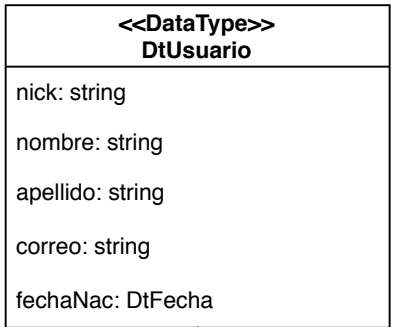 <<DataType>>
DtUsuario
nick: string
nombre: string
apellido: string
correo: string
fechaNac: DtFecha